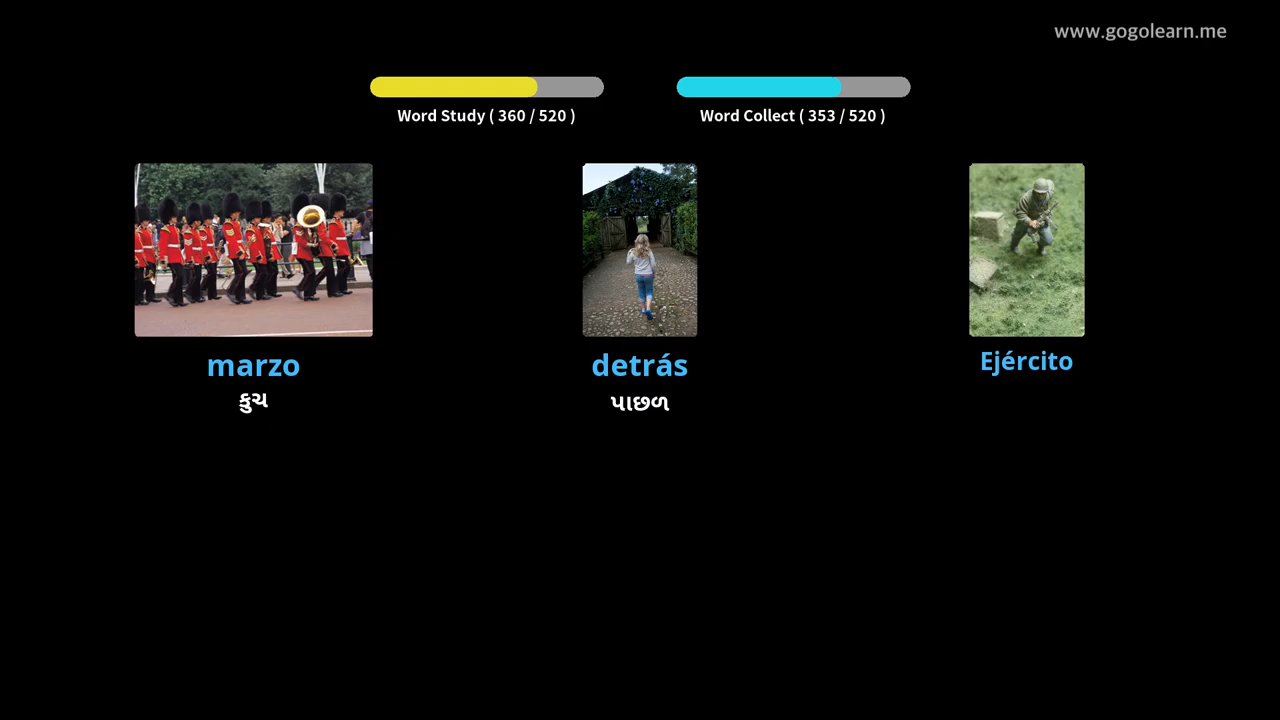 www.gogolearn.me
Word Study ( 360 / 520 )
Word Collect ( 353 / 520 )
marzo
કુચ
detrás
પાછળ
Ejército